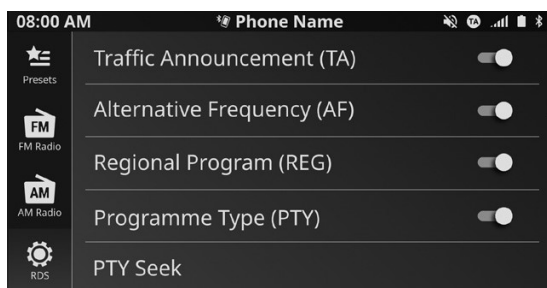 08:00 AM Phone Name TA
Presets
FM
FM Radio
AM
AM Radio
RDS
Traffic Announcement (TA)
Alternative Frequency (AF)
Regional Program (REG)
Programme Type (PTY)
PTY Seek